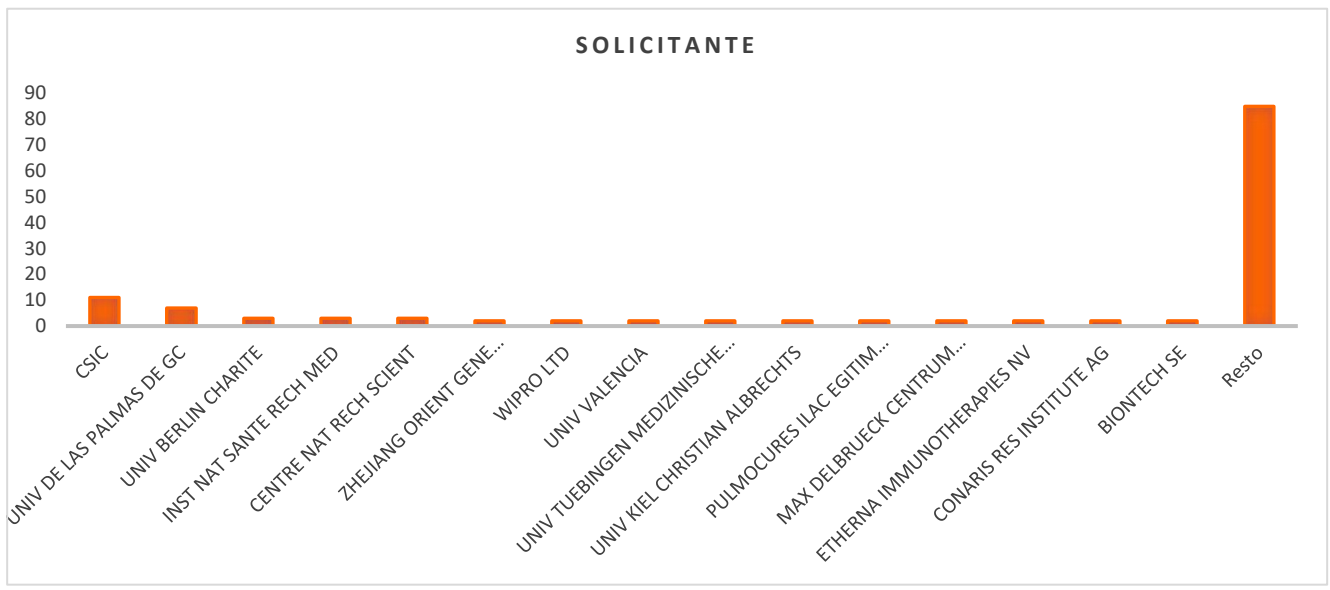 SOLICITANTE
90
80
70
60
50
40
30
20
10
0
CSIC
UNIV DE LAS PALMAS DE GC
UNIV BERLIN CHARITE
INST NAT SANTE RECH MED
CENTRE NAT RECH SCIENT
ZHEJIANG ORIENT GENE...
WIPRO LTD
UNIV VALENCIA
UNIV TUEBINGEN MEDIZINISCHE...
UNIV KIEL CHRISTIAN ALBRECHTS
PULMOCURES ILAC EGITIM...
MAX DELBRUECK CENTRUM...
ETHERNA IMMUNOTHERAPIES NV
CONARIS RES INSTITUTE AG
BIONTECH SE
Resto